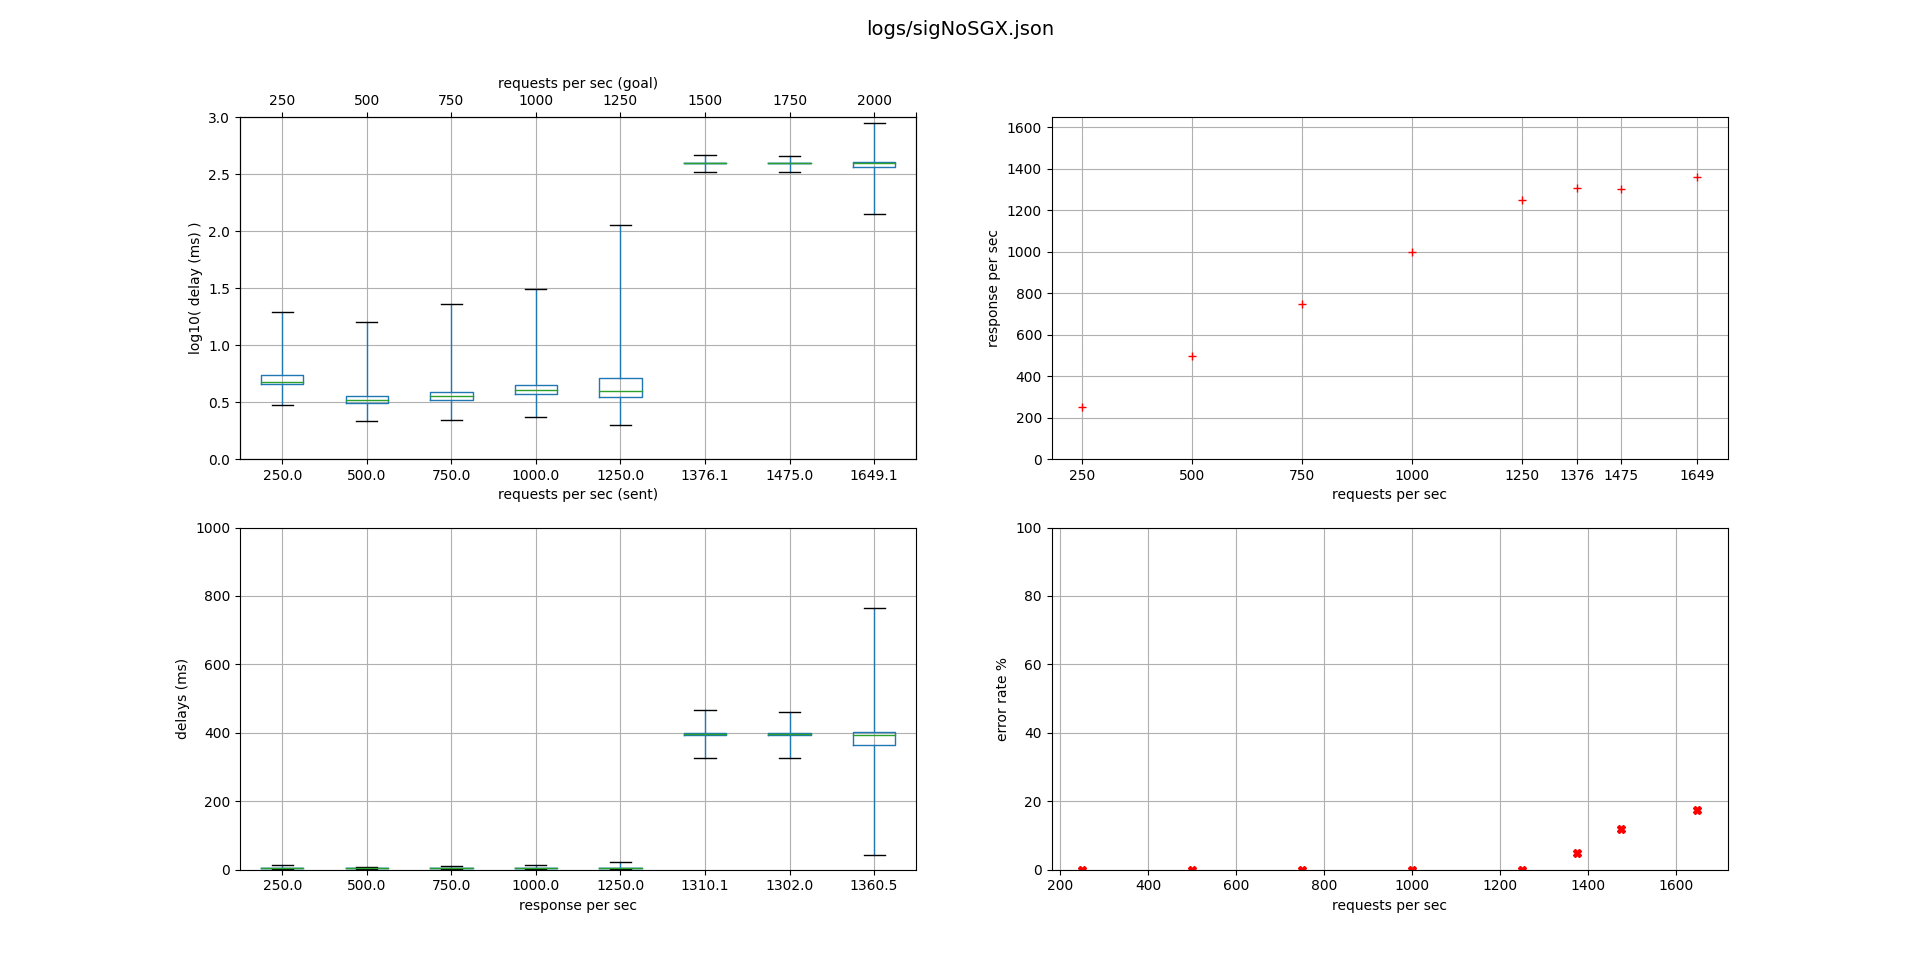 logs/sigNoSGX.json
requests per sec (goal)
250 500 750 1000 1250 1500 1750 2000
3.0
2.5
2.0
1.5
1.0
0.5
0.0
log10( delay (ms) )
250.0 500.0 750.0 1000.0 1250.0 1376.1 1475.0 1649.1
requests per sec (sent)
1600
1400
1200
1000
800
600
400
200
0
response per sec
250 500 750 1000 1250 1376 1475 1649
requests per sec
1000
800
600
400
200
0
delays (ms)
250.0 500.0 750.0 1000.0 1250.0 1310.1 1302.0 1360.5
response per sec
100
80
60
40
20
0
error rate %
200 400 600 800 1000 1200 1400 1600
requests per sec